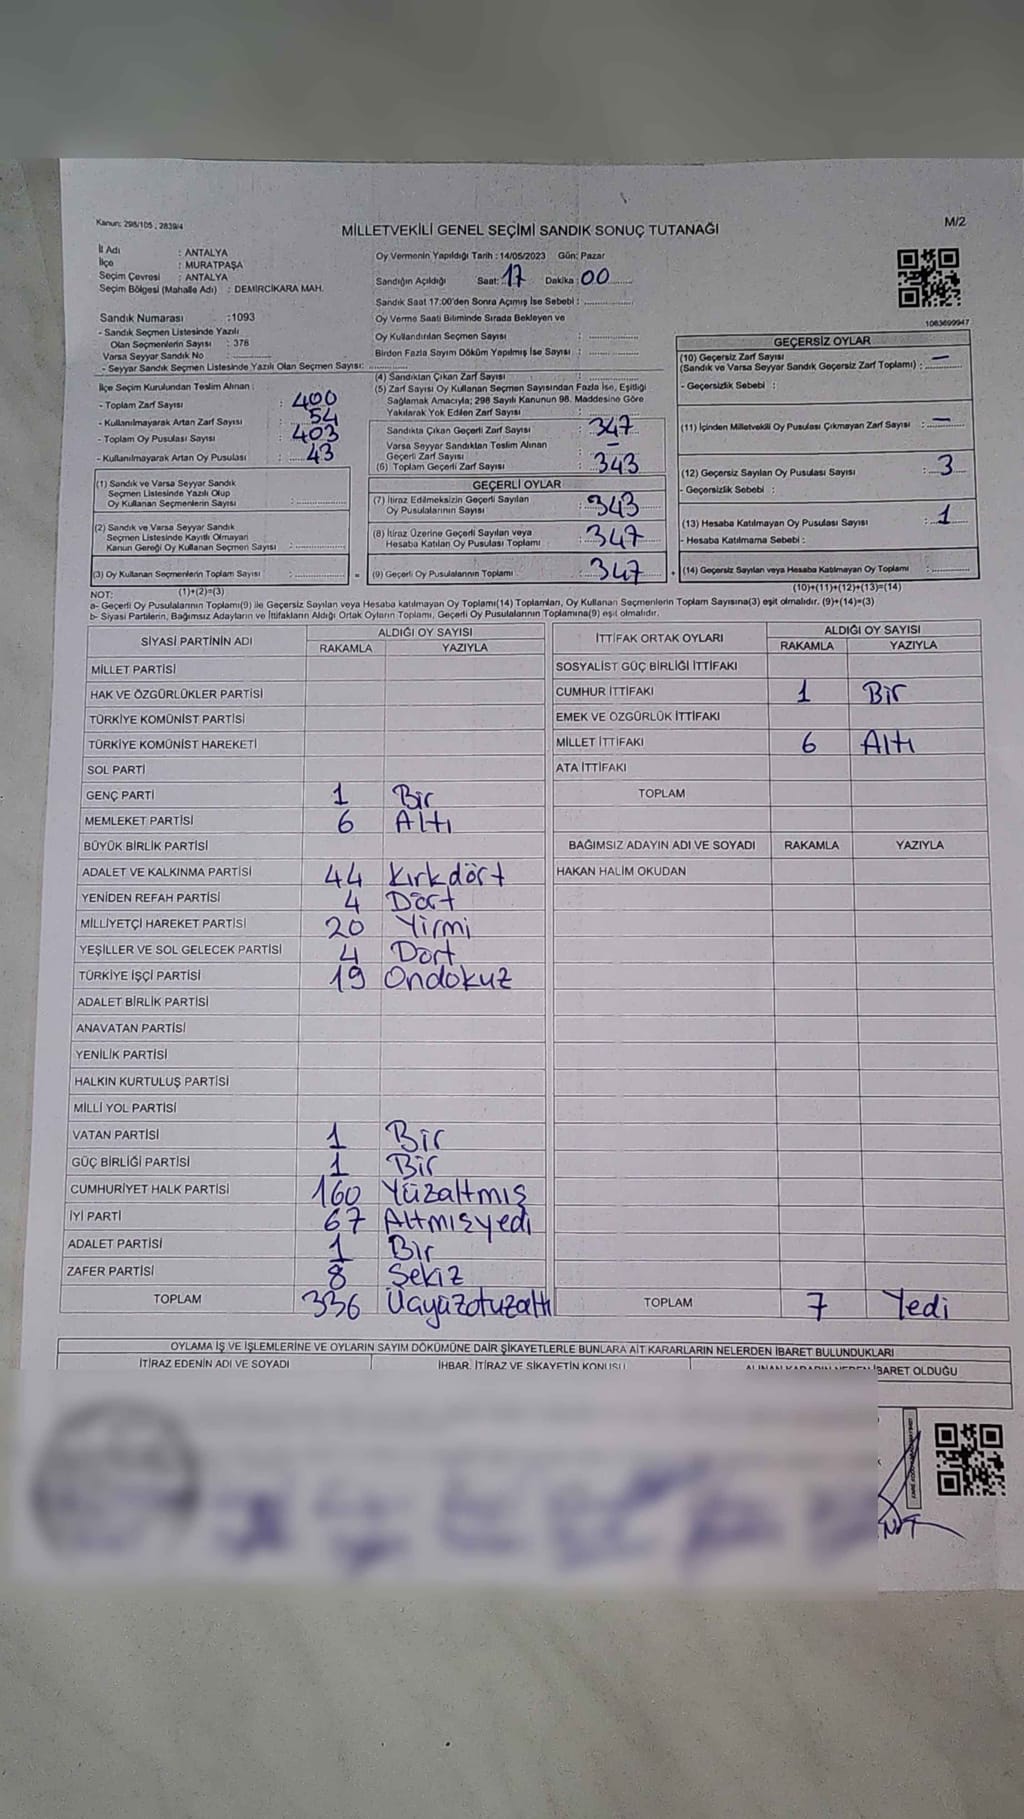 Kanun: 298/105 , 2839/4
M/2
MİLLETVEKİLİ GENEL SEÇİMİ SANDIK SONUÇ TUTANAĞI
İl Adı : ANTALYA
İlçe : MURATPAŞA
Seçim Çevresi : ANTALYA
Seçim Bölgesi (Mahalle Adı) : DEMİRCİKARA MAH.
Sandık Numarası :1093
- Sandık Seçmen Listesinde Yazılı
Olan Seçmenlerin Sayısı : 378
Varsa Seyyar Sandık No :
- Seyyar Sandık Seçmen Listesinde Yazılı Olan Seçmen Sayısı:
Oy Vermenin Yapıldığı Tarih : 14/05/2023 Gün: Pazar
Sandığın Açıldığı Saat: 17 Dakika : 00
Sandık Saat 17:00'den Sonra Açımış İse Sebebi :
Oy Verme Saati Bitiminde Sırada Bekleyen ve
Oy Kullandırılan Seçmen Sayısı :
Birden Fazla Sayım Döküm Yapılmış İse Sayısı :
1083699947
İlçe Seçim Kurulundan Teslim Alınan :
- Toplam Zarf Sayısı : 400
- Kullanılmayarak Artan Zarf Sayısı : 54
- Toplam Oy Pusulası Sayısı : 403
- Kullanılmayarak Artan Oy Pusulası : 43
(4) Sandıktan Çıkan Zarf Sayısı :
(5) Zarf Sayısı Oy Kullanan Seçmen Sayısından Fazla İse, Eşitliği
Sağlamak Amacıyla; 298 Sayılı Kanunun 98. Maddesine Göre
Yakılarak Yok Edilen Zarf Sayısı :
Sandıkta Çıkan Geçerli Zarf Sayısı : 347
Varsa Seyyar Sandıktan Teslim Alınan
Geçerli Zarf Sayısı : -
(6) Toplam Geçerli Zarf Sayısı : 343
GEÇERSİZ OYLAR
(10) Geçersiz Zarf Sayısı
(Sandık ve Varsa Seyyar Sandık Geçersiz Zarf Toplamı) : -
- Geçersizlik Sebebi :
(11) İçinden Milletvekili Oy Pusulası Çıkmayan Zarf Sayısı : -
(12) Geçersiz Sayılan Oy Pusulası Sayısı : 3
- Geçersizlik Sebebi :
(13) Hesaba Katılmayan Oy Pusulası Sayısı : 1
- Hesaba Katılmama Sebebi :
(14) Geçersiz Sayılan veya Hesaba Katılmayan Oy Toplamı :
(1) Sandık ve Varsa Seyyar Sandık
Seçmen Listesinde Yazılı Olup
Oy Kullanan Seçmenlerin Sayısı :
(2) Sandık ve Varsa Seyyar Sandık
Seçmen Listesinde Kayıtlı Olmayan
Kanun Gereği Oy Kullanan Seçmen Sayısı :
(3) Oy Kullanan Seçmenlerin Toplam Sayısı :
GEÇERLİ OYLAR
(7) İtiraz Edilmeksizin Geçerli Sayılan
Oy Pusulalarının Sayısı : 343
(8) İtiraz Üzerine Geçerli Sayılan veya
Hesaba Katılan Oy Pusulası Toplamı : 347
= (9) Geçerli Oy Pusulalarının Toplamı : 347 +
NOT: (1)+(2)=(3)
(10)+(11)+(12)+(13)=(14)
a- Geçerli Oy Pusulalarının Toplamı(9) ile Geçersiz Sayılan veya Hesaba katılmayan Oy Toplamı(14) Toplamları, Oy Kullanan Seçmenlerin Toplam Sayısına(3) eşit olmalıdır. (9)+(14)=(3)
b- Siyasi Partilerin, Bağımsız Adayların ve İttifakların Aldığı Ortak Oyların Toplamı, Geçerli Oy Pusulalarının Toplamına(9) eşit olmalıdır.
SİYASİ PARTİNİN ADI ALDIĞI OY SAYISI
RAKAMLA YAZIYLA
MİLLET PARTİSİ
HAK VE ÖZGÜRLÜKLER PARTİSİ
TÜRKİYE KOMÜNİST PARTİSİ
TÜRKİYE KOMÜNİST HAREKETİ
SOL PARTİ
GENÇ PARTİ 1 Bir
MEMLEKET PARTİSİ 6 Altı
BÜYÜK BİRLİK PARTİSİ
ADALET VE KALKINMA PARTİSİ 44 Kırkdört
YENİDEN REFAH PARTİSİ 4 Dört
MİLLİYETÇİ HAREKET PARTİSİ 20 Yirmi
YEŞİLLER VE SOL GELECEK PARTİSİ 4 Dört
TÜRKİYE İŞÇİ PARTİSİ 19 Ondokuz
ADALET BİRLİK PARTİSİ
ANAVATAN PARTİSİ
YENİLİK PARTİSİ
HALKIN KURTULUŞ PARTİSİ
MİLLİ YOL PARTİSİ
VATAN PARTİSİ 1 Bir
GÜÇ BİRLİĞİ PARTİSİ 1 Bir
CUMHURİYET HALK PARTİSİ 160 Yüzaltmış
İYİ PARTİ 67 Altmışyedi
ADALET PARTİSİ 1 Bir
ZAFER PARTİSİ 8 Sekiz
TOPLAM 336 Üçyüzotuzaltı
İTTİFAK ORTAK OYLARI ALDIĞI OY SAYISI
RAKAMLA YAZIYLA
SOSYALİST GÜÇ BİRLİĞİ İTTİFAKI
CUMHUR İTTİFAKI 1 Bir
EMEK VE ÖZGÜRLÜK İTTİFAKI
MİLLET İTTİFAKI 6 Altı
ATA İTTİFAKI
TOPLAM
BAĞIMSIZ ADAYIN ADI VE SOYADI RAKAMLA YAZIYLA
HAKAN HALİM OKUDAN
TOPLAM 7 Yedi
OYLAMA İŞ VE İŞLEMLERİNE VE OYLARIN SAYIM DÖKÜMÜNE DAİR ŞİKAYETLERLE BUNLARA AİT KARARLARIN NELERDEN İBARET BULUNDUKLARI
İTİRAZ EDENİN ADI VE SOYADI İHBAR, İTİRAZ VE ŞİKAYETİN KONUSU ALINAN KARARIN NEDEN İBARET OLDUĞU